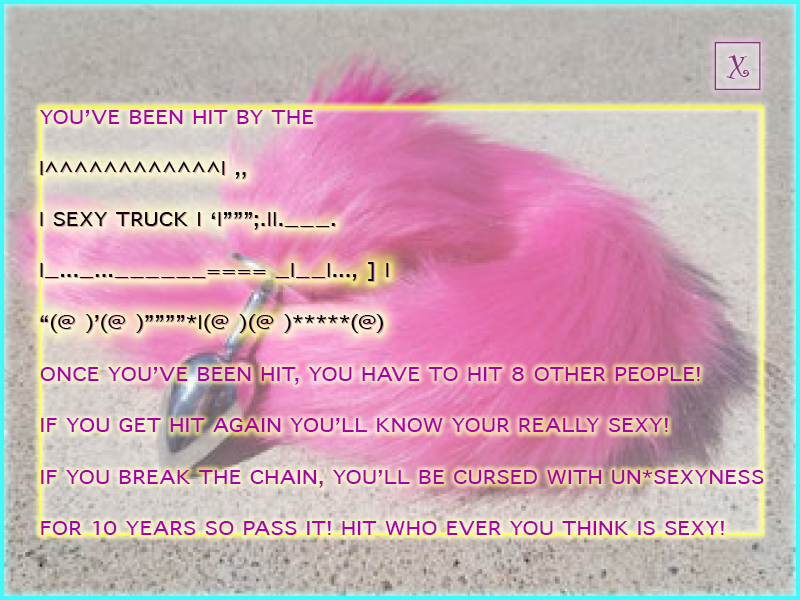 X
YOU’VE BEEN HIT BY THE
|^^^^^^^^^^^^| ,,
| SEXY TRUCK | ‘|”””;.||.___.
|_..._...______==== _|__|..., ] |
“(@ )’(@ )””””*|(@ )(@ )*****(@)
ONCE YOU’VE BEEN HIT, YOU HAVE TO HIT 8 OTHER PEOPLE!
IF YOU GET HIT AGAIN YOU’LL KNOW YOUR REALLY SEXY!
IF YOU BREAK THE CHAIN, YOU’LL BE CURSED WITH UN*SEXYNESS
FOR 10 YEARS SO PASS IT! HIT WHO EVER YOU THINK IS SEXY!